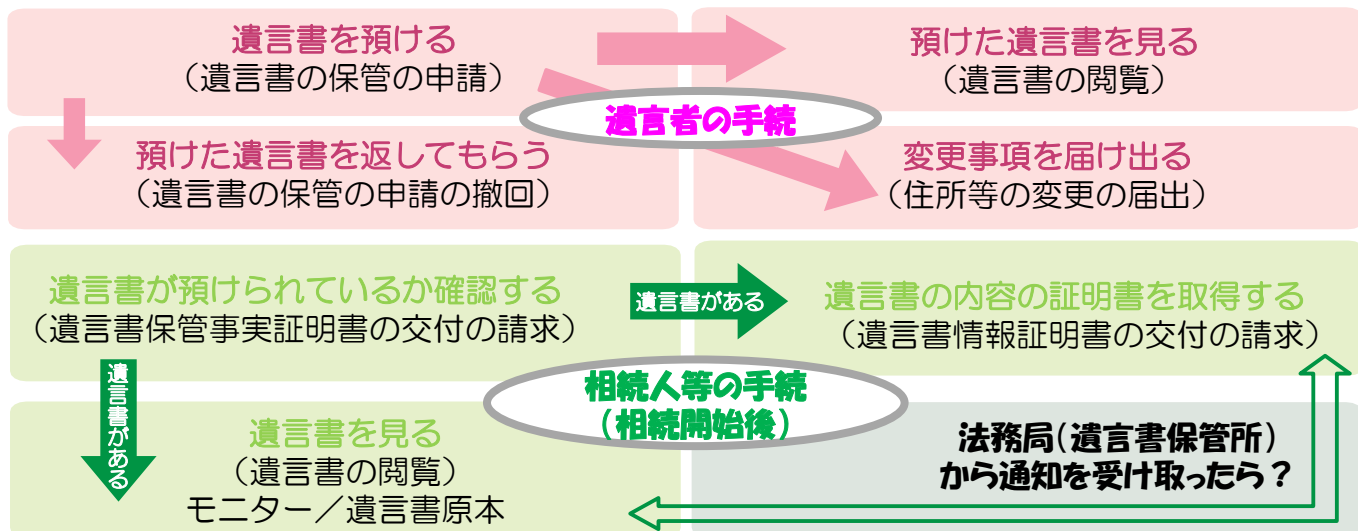 遺言書を預ける
（遺言書の保管の申請）
預けた遺言書を見る
（遺言書の閲覧）
遺言者の手続
預けた遺言書を返してもらう
（遺言書の保管の申請の撤回）
変更事項を届け出る
（住所等の変更の届出）
遺言書が預けられているか確認する
（遺言書保管事実証明書の交付の請求）
遺言書がある
遺言書の内容の証明書を取得する
（遺言書情報証明書の交付の請求）
遺言書がある
相続人等の手続
（相続開始後）
遺言書を見る
（遺言書の閲覧）
モニター／遺言書原本
法務局（遺言書保管所）
から通知を受け取ったら？